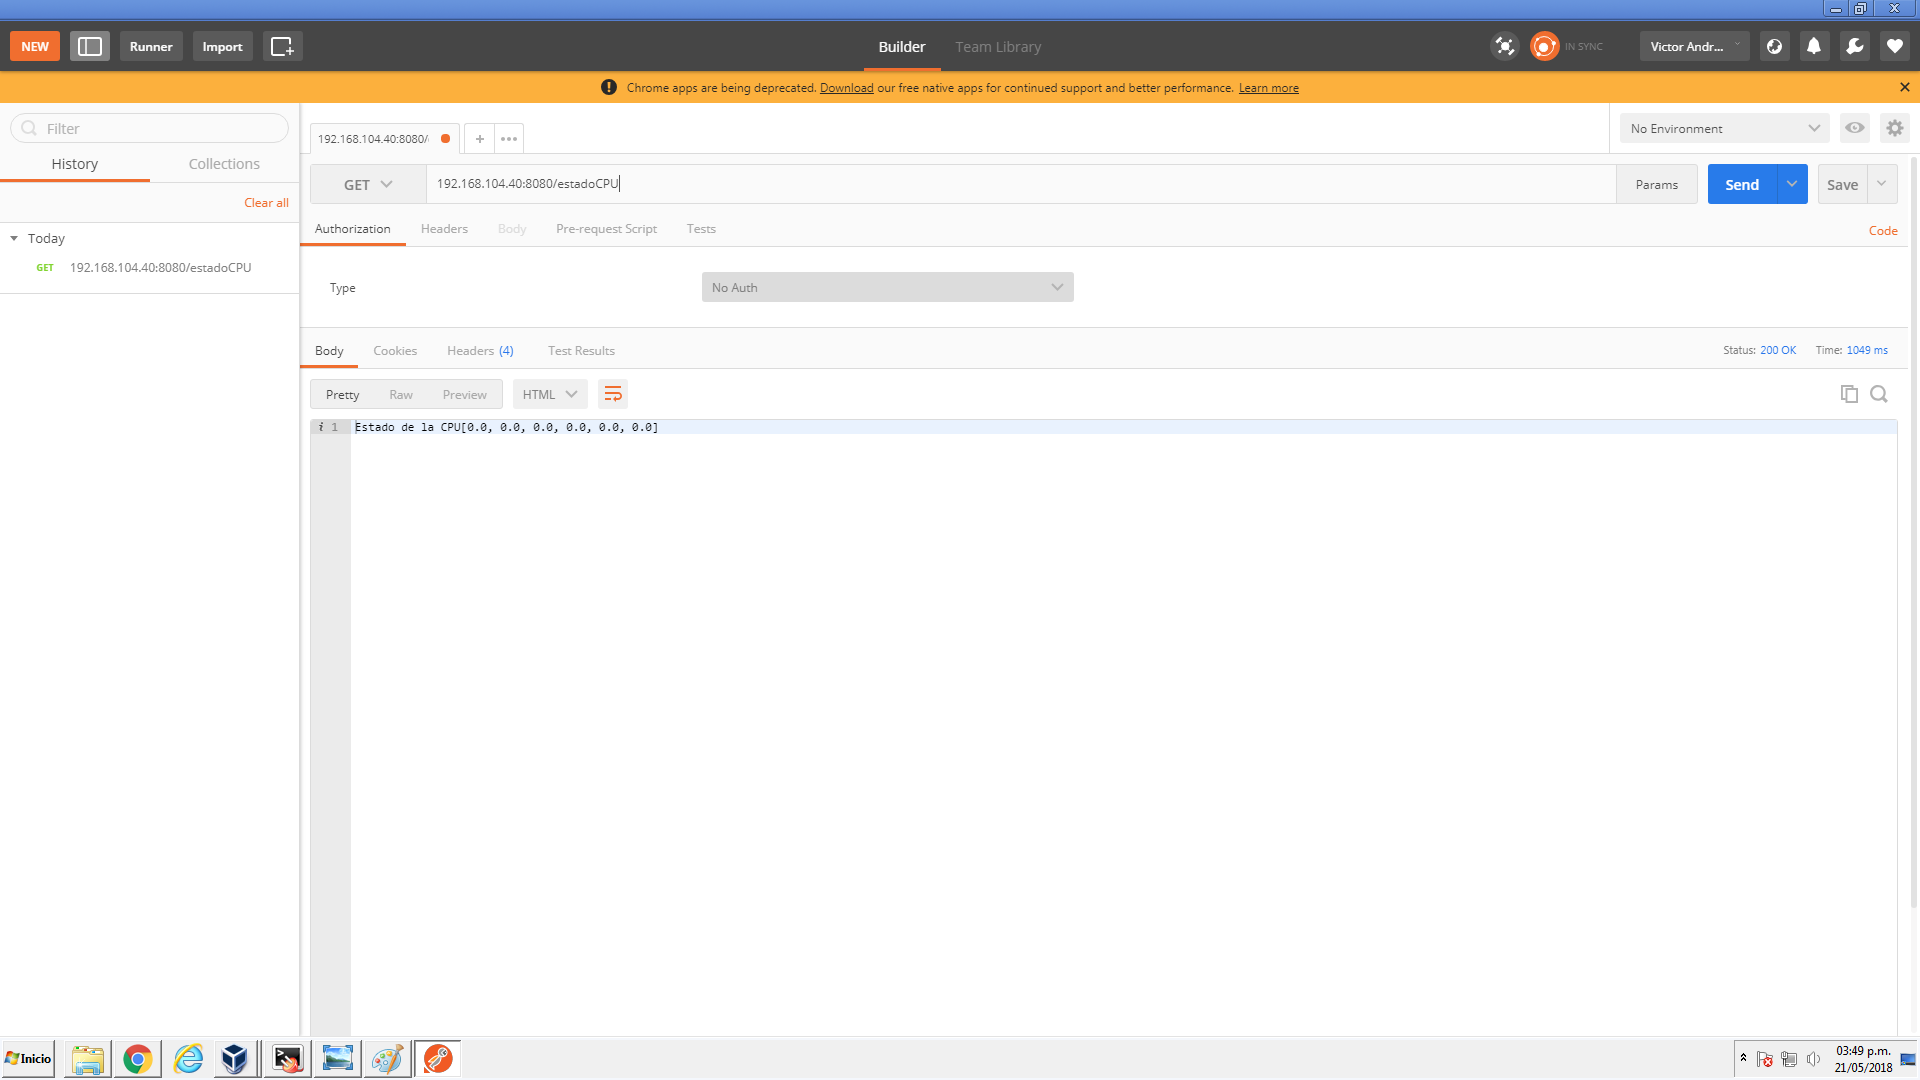 NEW
Runner
Import
Builder
Team Library
IN SYNC
Victor Andr...
Chrome apps are being deprecated. Download our free native apps for continued support and better performance. Learn more
Filter
History
Collections
Clear all
Today
GET 192.168.104.40:8080/estadoCPU
192.168.104.40:8080/
No Environment
GET
192.168.104.40:8080/estadoCPU
Params
Send
Save
Authorization
Headers
Body
Pre-request Script
Tests
Code
Type
No Auth
Body
Cookies
Headers (4)
Test Results
Status: 200 OK
Time: 1049 ms
Pretty
Raw
Preview
HTML
i 1 Estado de la CPU[0.0, 0.0, 0.0, 0.0, 0.0, 0.0]
Inicio
03:49 p.m.
21/05/2018